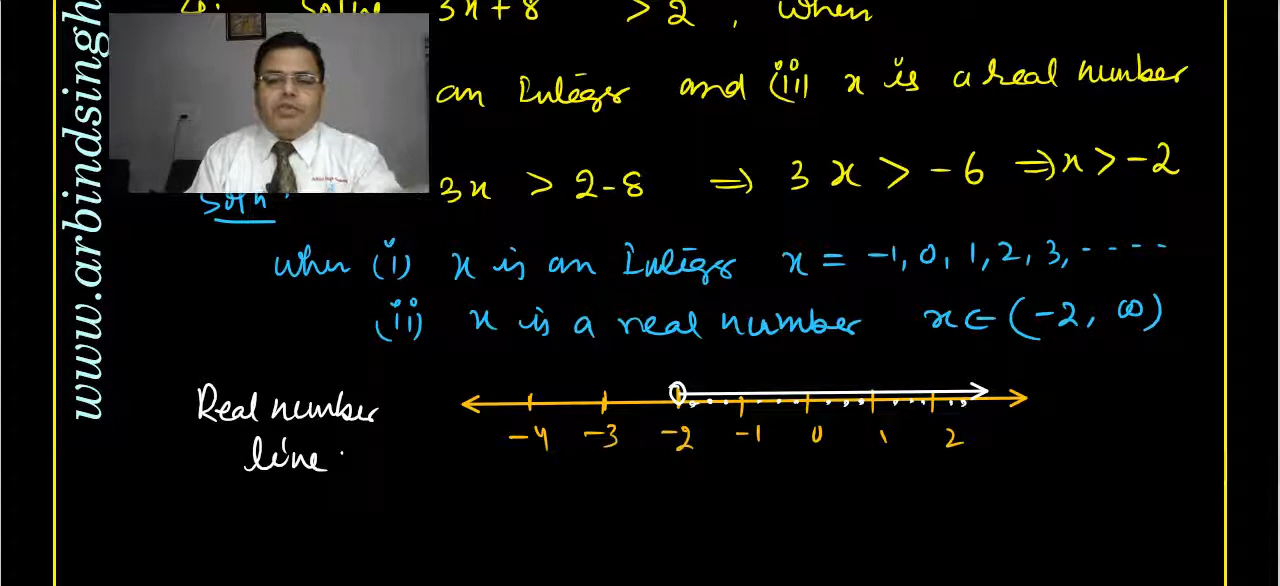 Solve 3x + 8 > 2, when
an Integer and (ii) x is a real number
3x > 2-8 ⇒ 3x > -6 ⇒ x > -2
Soln:
when (i) x is an Integer x = -1, 0, 1, 2, 3, ----
(ii) x is a real number x ∈ (-2, ∞)
Real number
line.
-4 -3 -2 -1 0 1 2
www.arbindsingh